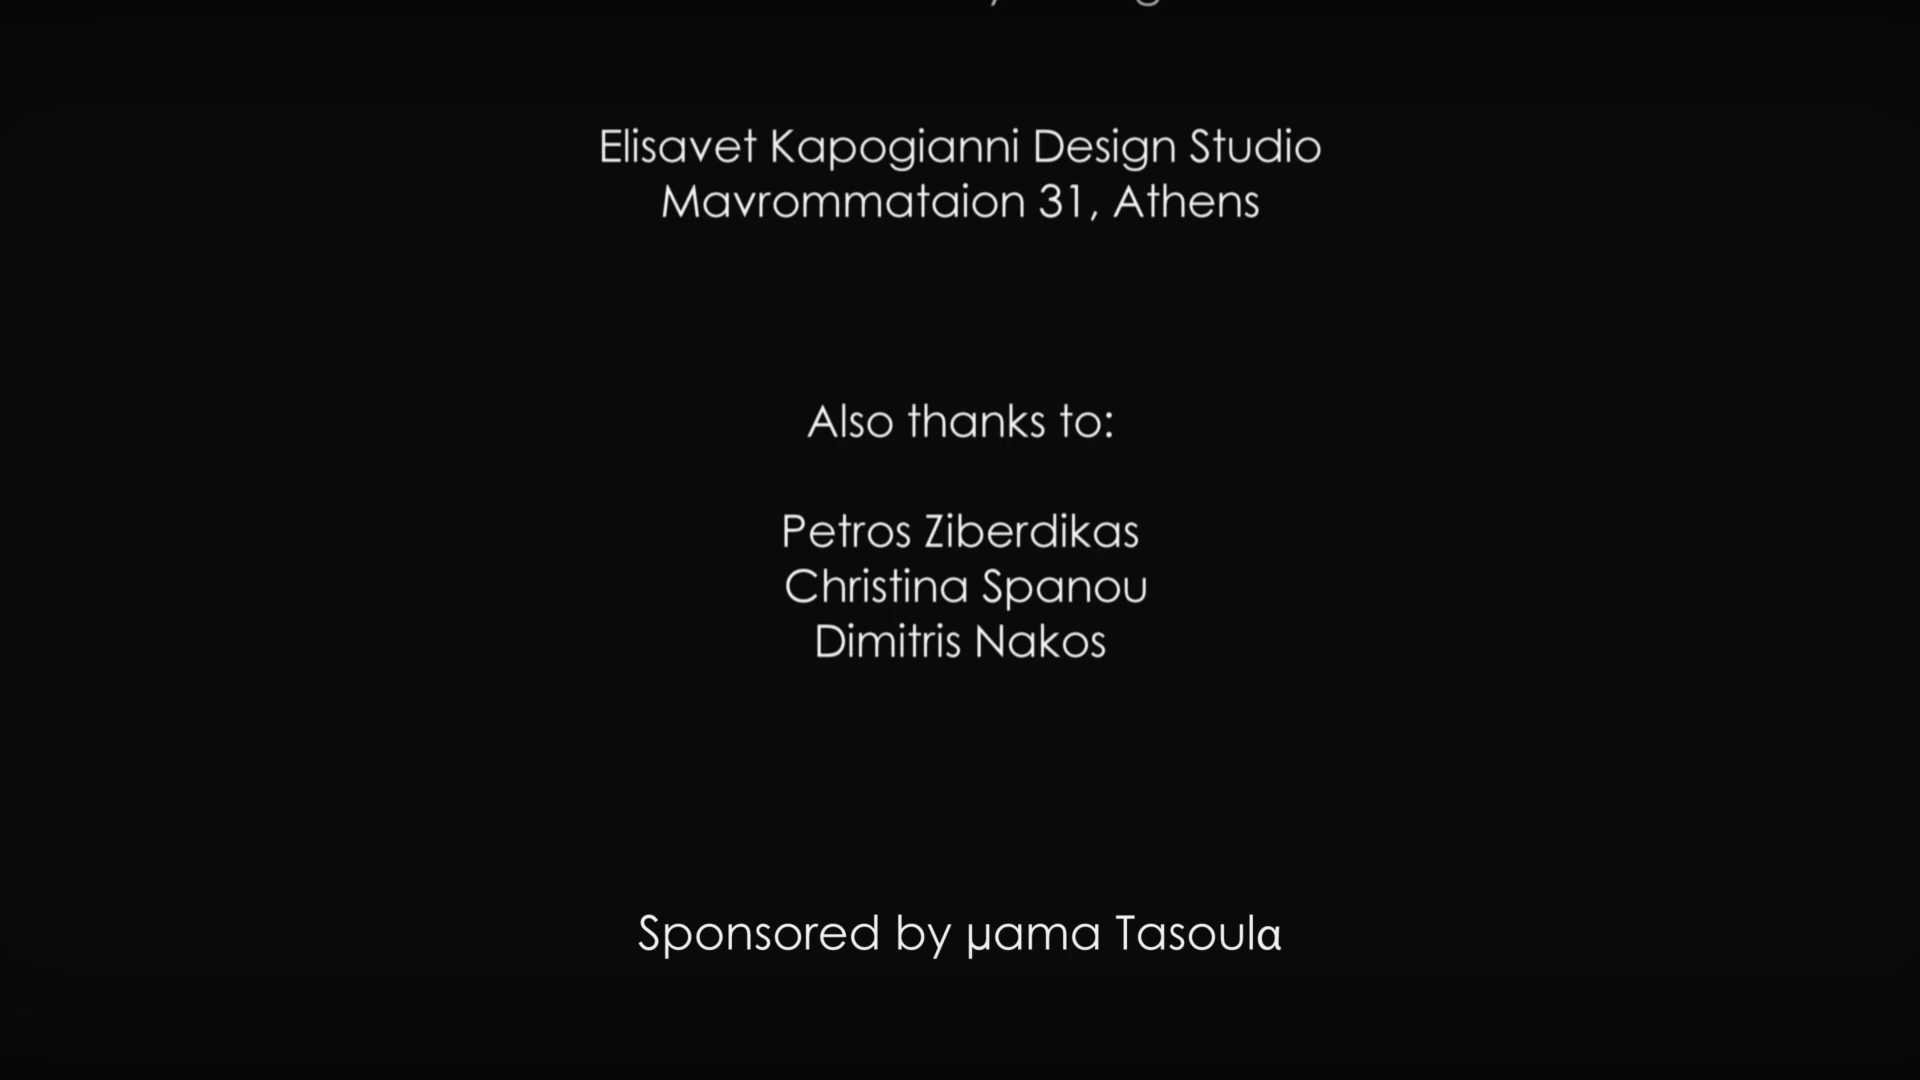 Elisavet Kapogianni Design Studio
Mavrommataion 31, Athens
Also thanks to:
Petros Ziberdikas
Christina Spanou
Dimitris Nakos
Sponsored by μama Tasoulα